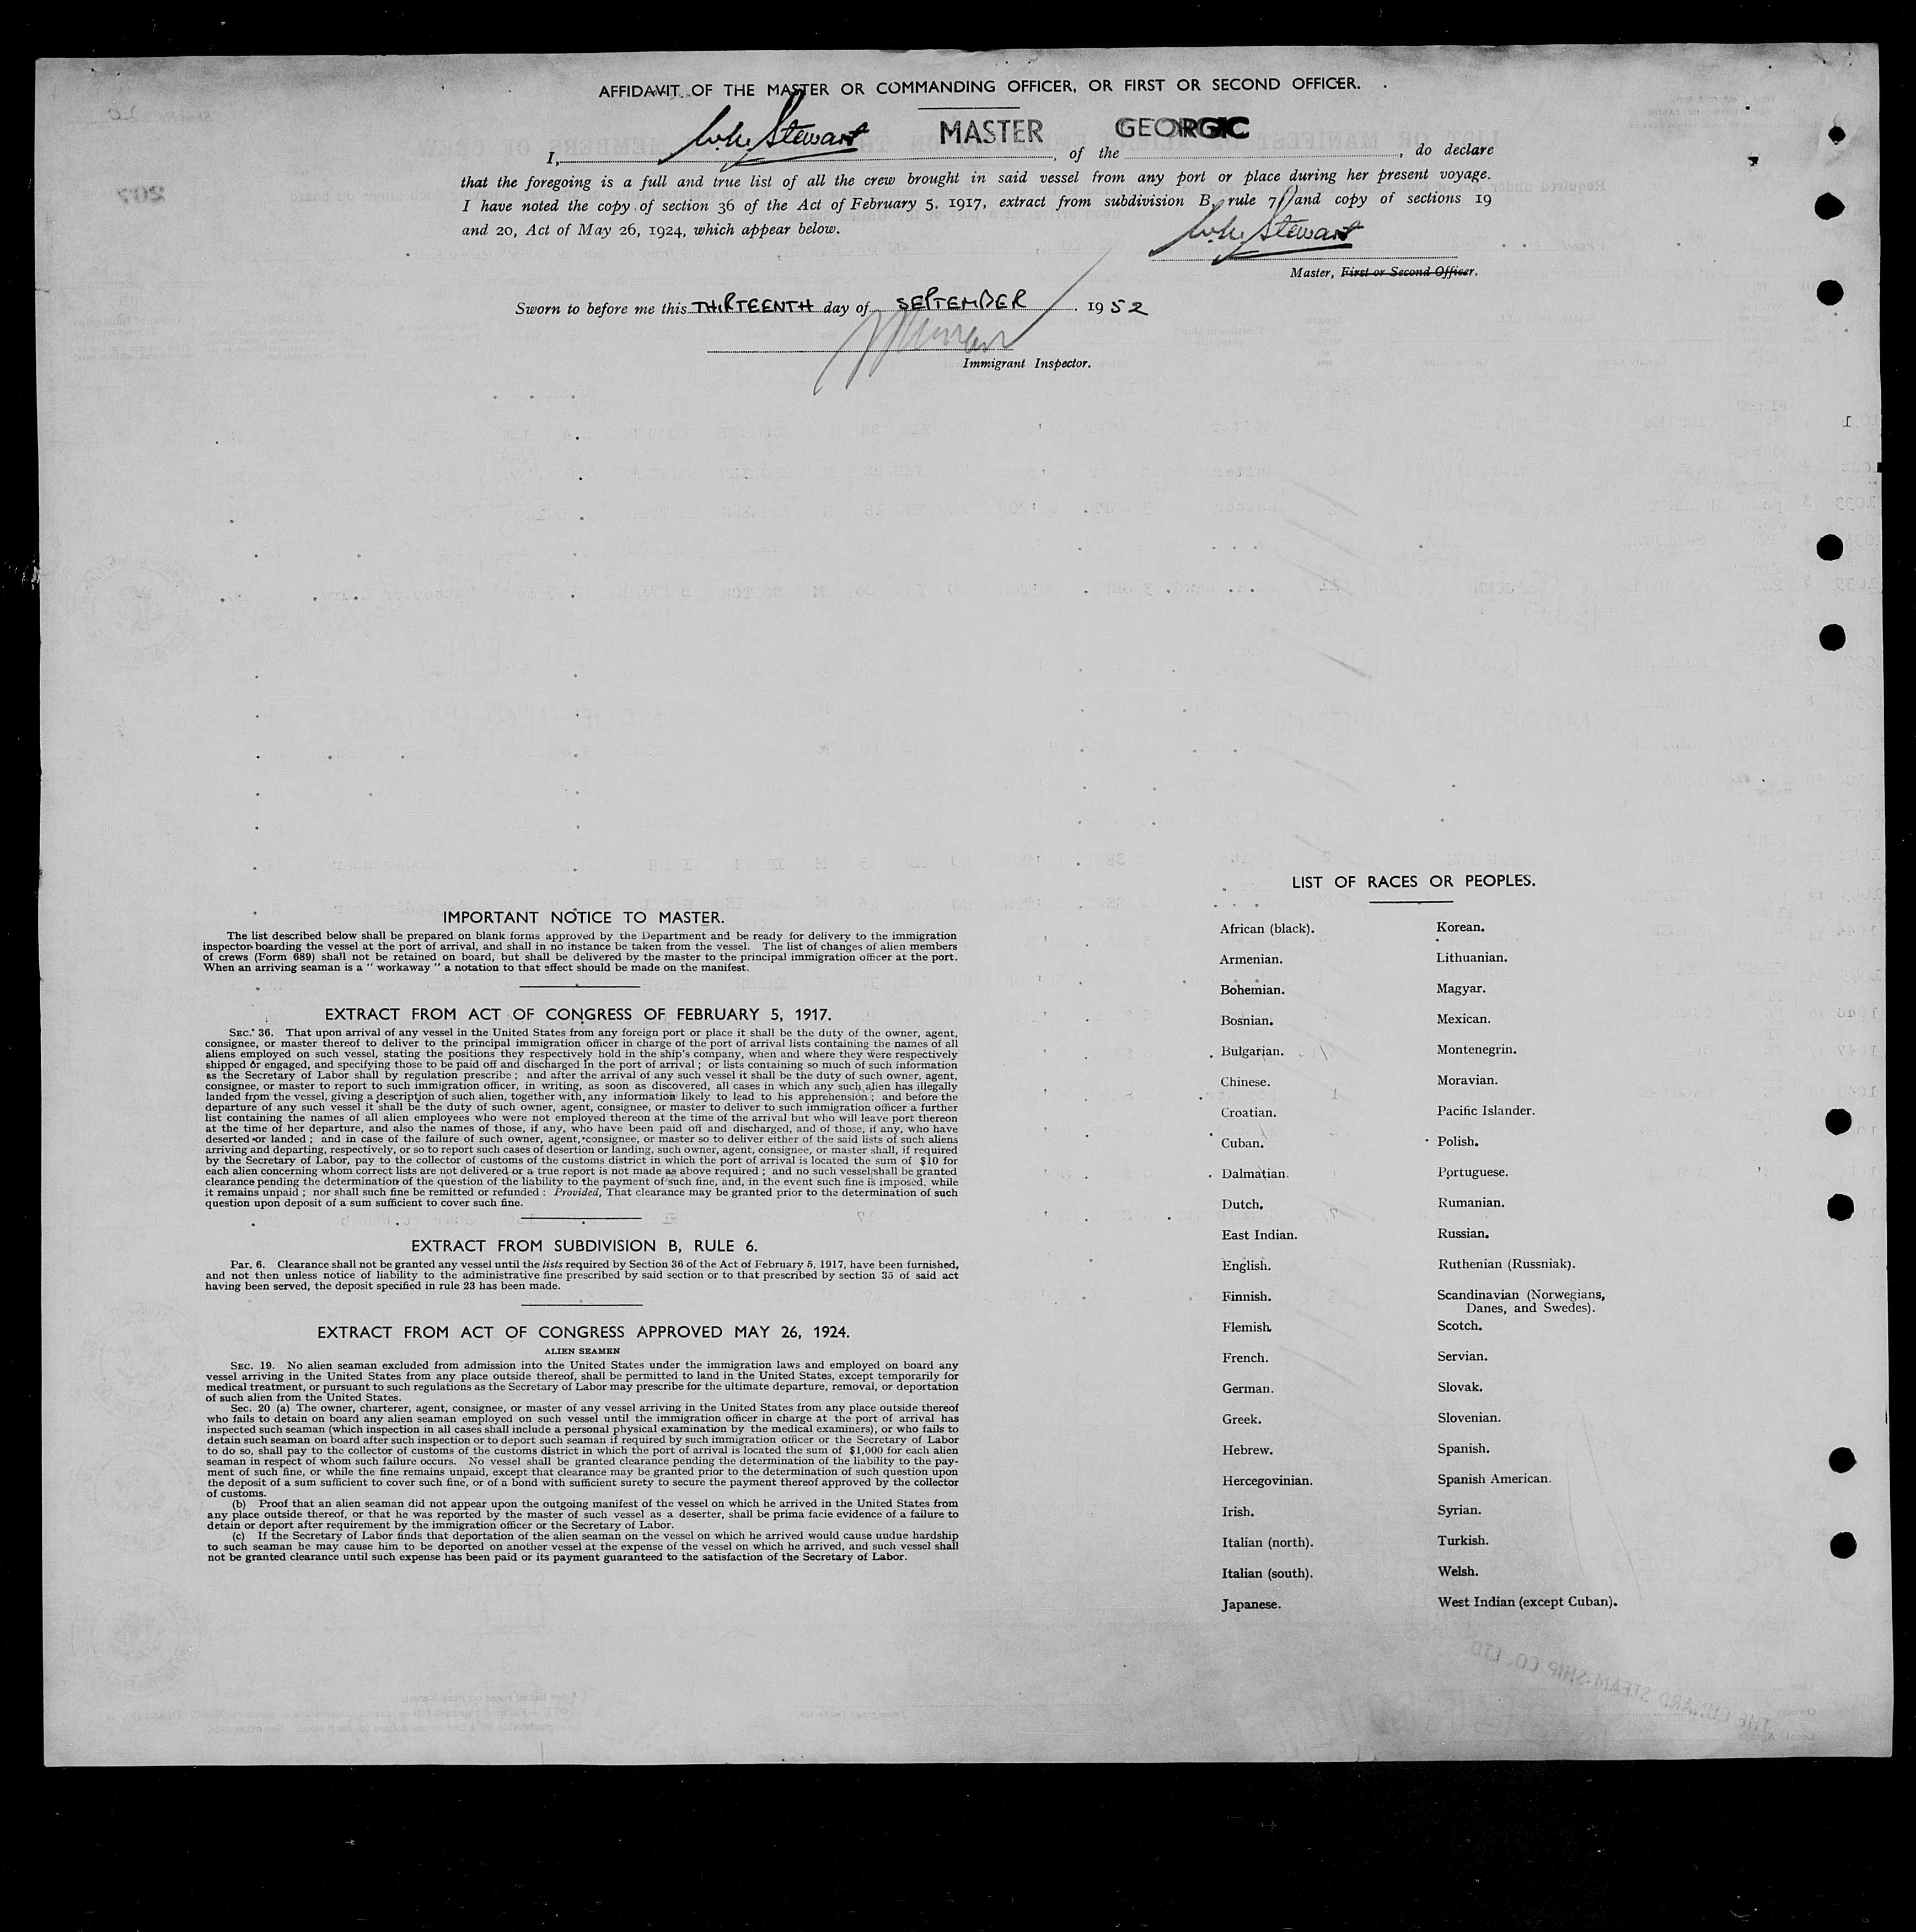 AFFIDAVIT OF THE MASTER OR COMMANDING OFFICER, OR FIRST OR SECOND OFFICER.
I, Stewart MASTER of the GEORGIC, do declare
that the foregoing is a full and true list of all the crew brought in said vessel from any port or place during her present voyage.
I have noted the copy of section 36 of the Act of February 5, 1917, extract from subdivision B, rule 7, and copy of sections 19
and 20, Act of May 26, 1924, which appear below.
Stewart
Master, First or Second Officer.
Sworn to before me this THIRTEENTH day of SEPTEMBER, 1952
Immigrant Inspector.
IMPORTANT NOTICE TO MASTER.
The list described below shall be prepared on blank forms approved by the Department and be ready for delivery to the immigration
inspector boarding the vessel at the port of arrival, and shall in no instance be taken from the vessel. The list of changes of alien members
of crews (Form 689) shall not be retained on board, but shall be delivered by the master to the principal immigration officer at the port.
When an arriving seaman is a " workaway " a notation to that effect should be made on the manifest.
EXTRACT FROM ACT OF CONGRESS OF FEBRUARY 5, 1917.
SEC. 36. That upon arrival of any vessel in the United States from any foreign port or place it shall be the duty of the owner, agent,
consignee, or master thereof to deliver to the principal immigration officer in charge of the port of arrival lists containing the names of all
aliens employed on such vessel, stating the positions they respectively hold in the ship's company, when and where they were respectively
shipped or engaged, and specifying those to be paid off and discharged in the port of arrival ; or lists containing so much of such information
as the Secretary of Labor shall by regulation prescribe ; and after the arrival of any such vessel it shall be the duty of such owner, agent,
consignee, or master to report to such immigration officer, in writing, as soon as discovered, all cases in which any such alien has illegally
landed from the vessel, giving a description of such alien, together with any information likely to lead to his apprehension ; and before the
departure of any such vessel it shall be the duty of such owner, agent, consignee, or master to deliver to such immigration officer a further
list containing the names of all alien employees who were not employed thereon at the time of the arrival but who will leave port thereon
at the time of her departure, and also the names of those, if any, who have been paid off and discharged, and of those, if any, who have
deserted or landed ; and in case of the failure of such owner, agent, consignee, or master so to deliver either of the said lists of such aliens
arriving and departing, respectively, or so to report such cases of desertion or landing, such owner, agent, consignee, or master shall, if required
by the Secretary of Labor, pay to the collector of customs of the customs district in which the port of arrival is located the sum of $10 for
each alien concerning whom correct lists are not delivered or a true report is not made as above required ; and no such vessel shall be granted
clearance pending the determination of the question of the liability to the payment of such fine, and, in the event such fine is imposed, while
it remains unpaid ; nor shall such fine be remitted or refunded : Provided, That clearance may be granted prior to the determination of such
question upon deposit of a sum sufficient to cover such fine.
EXTRACT FROM SUBDIVISION B, RULE 6.
Par. 6. Clearance shall not be granted any vessel until the lists required by Section 36 of the Act of February 5, 1917, have been furnished,
and not then unless notice of liability to the administrative fine prescribed by said section or to that prescribed by section 35 of said act
having been served, the deposit specified in rule 23 has been made.
EXTRACT FROM ACT OF CONGRESS APPROVED MAY 26, 1924.
ALIEN SEAMEN
SEC. 19. No alien seaman excluded from admission into the United States under the immigration laws and employed on board any
vessel arriving in the United States from any place outside thereof, shall be permitted to land in the United States, except temporarily for
medical treatment, or pursuant to such regulations as the Secretary of Labor may prescribe for the ultimate departure, removal, or deportation
of such alien from the United States.
Sec. 20 (a) The owner, charterer, agent, consignee, or master of any vessel arriving in the United States from any place outside thereof
who fails to detain on board any alien seaman employed on such vessel until the immigration officer in charge at the port of arrival has
inspected such seaman (which inspection in all cases shall include a personal physical examination by the medical examiners), or who fails to
detain such seaman on board after such inspection or to deport such seaman if required by such immigration officer or the Secretary of Labor
to do so, shall pay to the collector of customs of the customs district in which the port of arrival is located the sum of $1,000 for each alien
seaman in respect of whom such failure occurs. No vessel shall be granted clearance pending the determination of the liability to the pay-
ment of such fine, or while the fine remains unpaid, except that clearance may be granted prior to the determination of such question upon
the deposit of a sum sufficient to cover such fine, or of a bond with sufficient surety to secure the payment thereof approved by the collector
of customs.
(b) Proof that an alien seaman did not appear upon the outgoing manifest of the vessel on which he arrived in the United States from
any place outside thereof, or that he was reported by the master of such vessel as a deserter, shall be prima facie evidence of a failure to
detain or deport after requirement by the immigration officer or the Secretary of Labor.
(c) If the Secretary of Labor finds that deportation of the alien seaman on the vessel on which he arrived would cause undue hardship
to such seaman he may cause him to be deported on another vessel at the expense of the vessel on which he arrived, and such vessel shall
not be granted clearance until such expense has been paid or its payment guaranteed to the satisfaction of the Secretary of Labor.
LIST OF RACES OR PEOPLES.
African (black).
Armenian.
Bohemian.
Bosnian.
Bulgarian.
Chinese.
Croatian.
Cuban.
Dalmatian.
Dutch.
East Indian.
English.
Finnish.
Flemish.
French.
German.
Greek.
Hebrew.
Hercegovinian.
Irish.
Italian (north).
Italian (south).
Japanese.
Korean.
Lithuanian.
Magyar.
Mexican.
Montenegrin.
Moravian.
Pacific Islander.
Polish.
Portuguese.
Rumanian.
Russian.
Ruthenian (Russniak).
Scandinavian (Norwegians,
Danes, and Swedes).
Scotch.
Servian.
Slovak.
Slovenian.
Spanish.
Spanish American.
Syrian.
Turkish.
Welsh.
West Indian (except Cuban).
THE CUNARD STEAM-SHIP CO. LTD